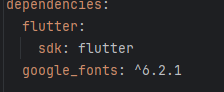 dependencies:
  flutter:
    sdk: flutter
  google_fonts: ^6.2.1